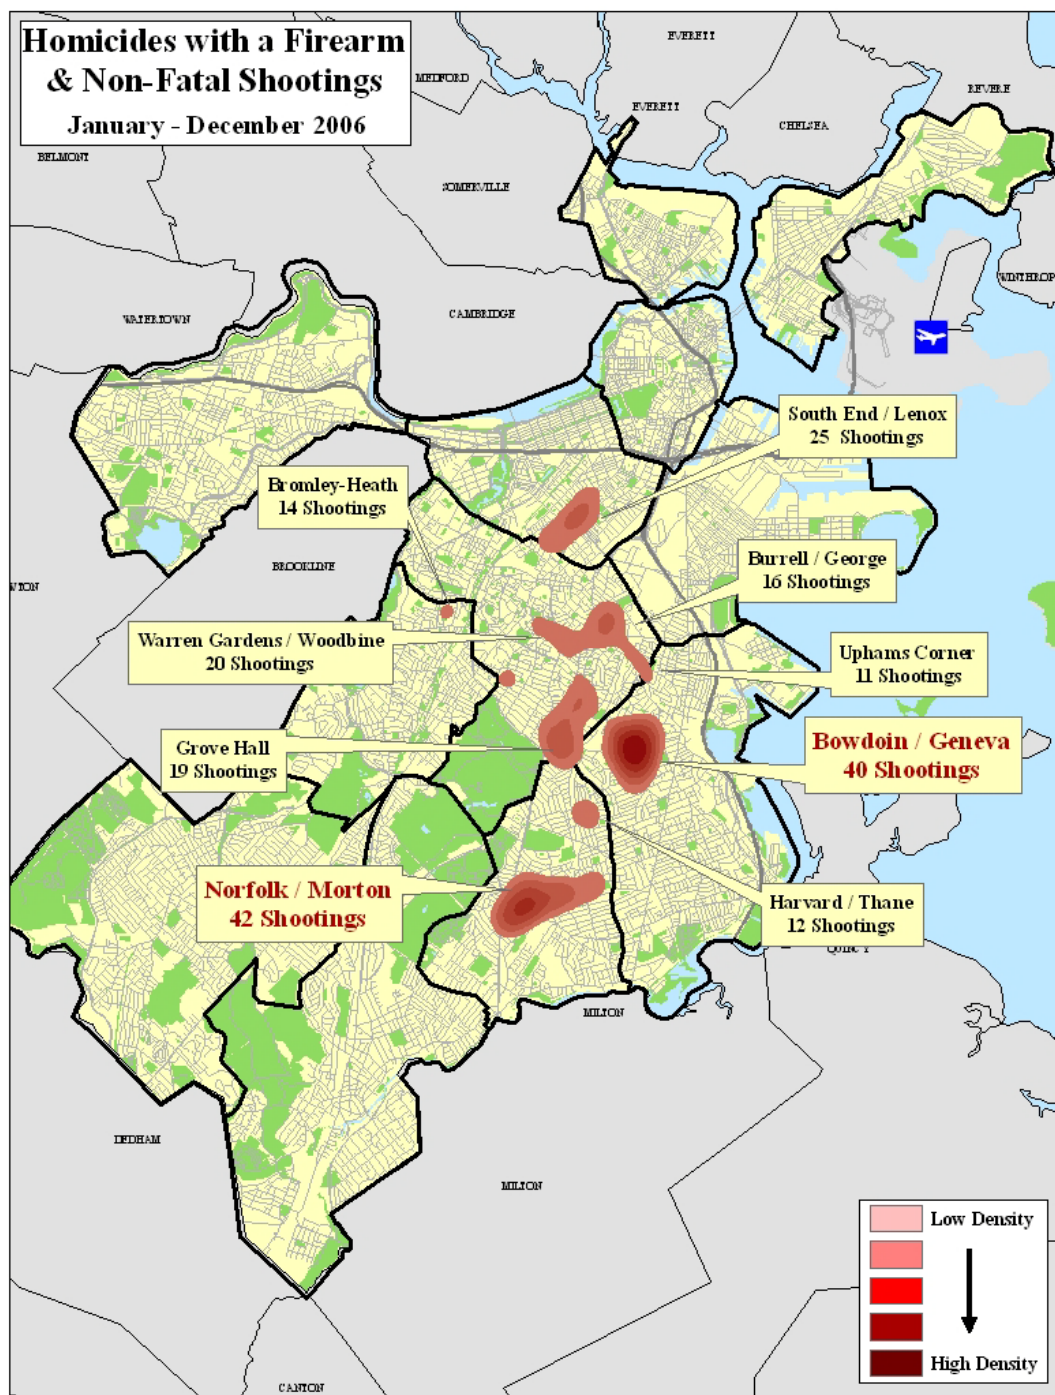 Homicides with a Firearm
& Non-Fatal Shootings
January - December 2006
EVERETT
MEDFORD
REVERE
EVERETT
CHELSEA
BELMONT
SOMERVILLE
WINTHROP
CAMBRIDGE
WATERTOWN
South End / Lenox
25 Shootings
Bromley-Heath
14 Shootings
BROOKLINE
Burrell / George
16 Shootings
WTON
Warren Gardens / Woodbine
20 Shootings
Uphams Corner
11 Shootings
Grove Hall
19 Shootings
Bowdoin / Geneva
40 Shootings
Norfolk / Morton
42 Shootings
Harvard / Thane
12 Shootings
QUINCY
MILTON
DEDHAM
MILTON
Low Density
High Density
CANTON